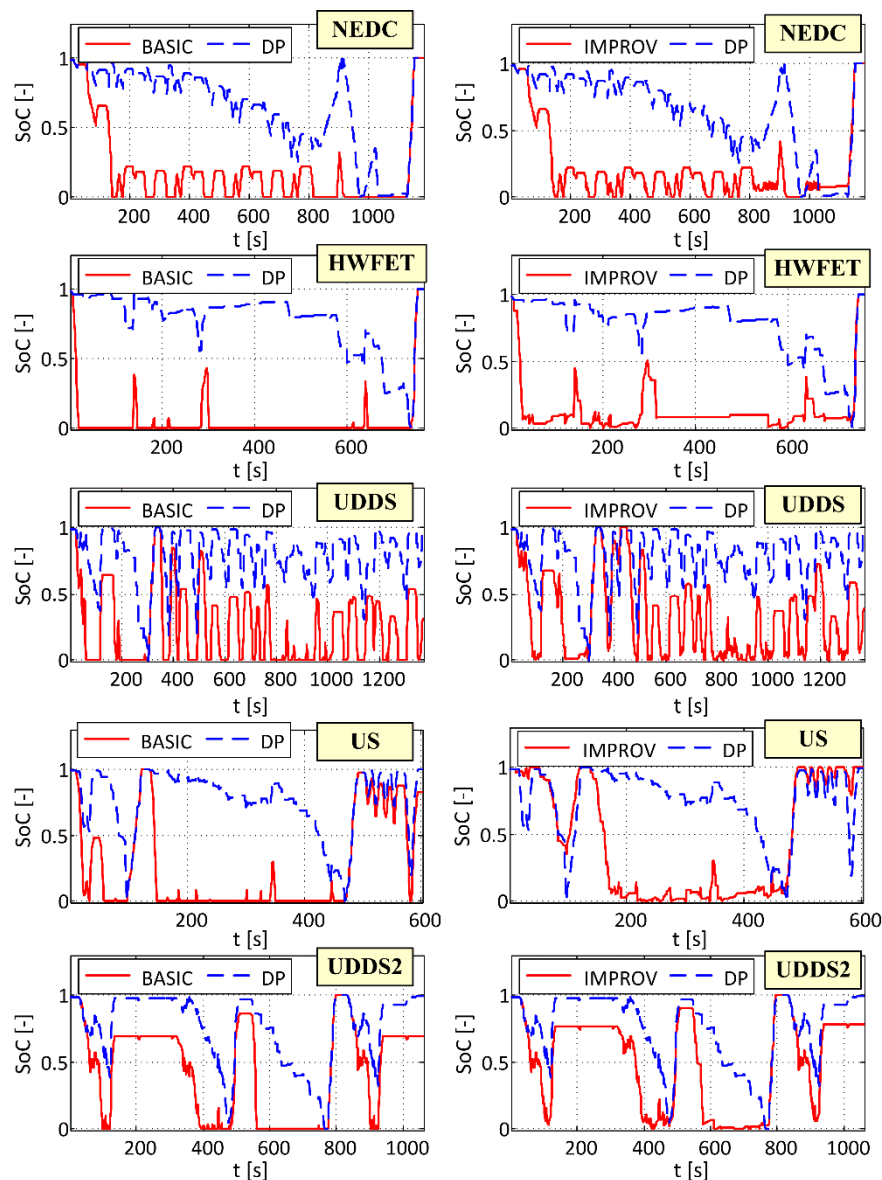 BASIC DP NEDC
1
SoC [-]
0.5
0
200 400 600 800 1000
t [s]
IMPROV DP NEDC
1
SoC [-]
0.5
0
200 400 600 800 1000
t [s]
BASIC DP HWFET
1
SoC [-]
0.5
0
200 400 600
t [s]
IMPROV DP HWFET
1
SoC [-]
0.5
0
200 400 600
t [s]
BASIC DP UDDS
1
SoC [-]
0.5
0
200 400 600 800 1000 1200
t [s]
IMPROV DP UDDS
1
SoC [-]
0.5
0
200 400 600 800 1000 1200
t [s]
BASIC DP US
1
SoC [-]
0.5
0
200 400 600
t [s]
IMPROV DP US
1
SoC [-]
0.5
0
200 400 600
t [s]
BASIC DP UDDS2
1
SoC [-]
0.5
0
200 400 600 800 1000
t [s]
IMPROV DP UDDS2
1
SoC [-]
0.5
0
200 400 600 800 1000
t [s]